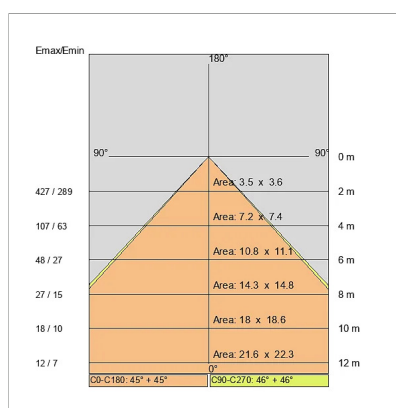 Emax/Emin
180°
90° 90° 0 m
Area: 3.5 x 3.6
427 / 289 2 m
Area: 7.2 x 7.4
107 / 63 4 m
Area: 10.8 x 11.1
48 / 27 6 m
Area: 14.3 x 14.8
27 / 15 8 m
Area: 18 x 18.6
18 / 10 10 m
Area: 21.6 x 22.3
12 / 7 12 m
0°
C0-C180: 45° + 45° C90-C270: 46° + 46°